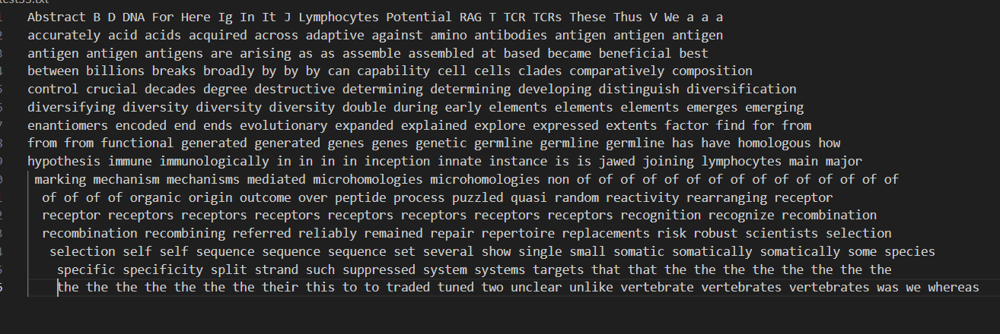 Abstract B D DNA For Here Ig In It J Lymphocytes Potential RAG T TCR TCRs These Thus V We a a a
accurately acid acids acquired across adaptive against amino antibodies antigen antigen antigen
antigen antigen antigens are arising as as assemble assembled at based became beneficial best
between billions breaks broadly by by by can capability cell cells clades comparatively composition
control crucial decades degree destructive determining determining developing distinguish diversification
diversifying diversity diversity diversity double during early elements elements elements emerges emerging
enantiomers encoded end ends evolutionary expanded explained explore expressed extents factor find for from
from from functional generated generated genes genes genetic germline germline germline has have homologous how
hypothesis immune immunologically in in in in inception innate instance is is jawed joining lymphocytes main major
marking mechanism mechanisms mediated microhomologies microhomologies non of of of of of of of of of of of of of of of
of of of of organic origin outcome over peptide process puzzled quasi random reactivity rearranging receptor
receptor receptors receptors receptors receptors receptors receptors receptors recognition recognize recombination
recombination recombining referred reliably remained repair repertoire replacements risk robust scientists selection
selection self self sequence sequence sequence set several show single small somatic somatically somatically some species
specific specificity split strand such suppressed system systems targets that that the the the the the the the the
the the the the the the the their this to to traded tuned two unclear unlike vertebrate vertebrates vertebrates was we whereas